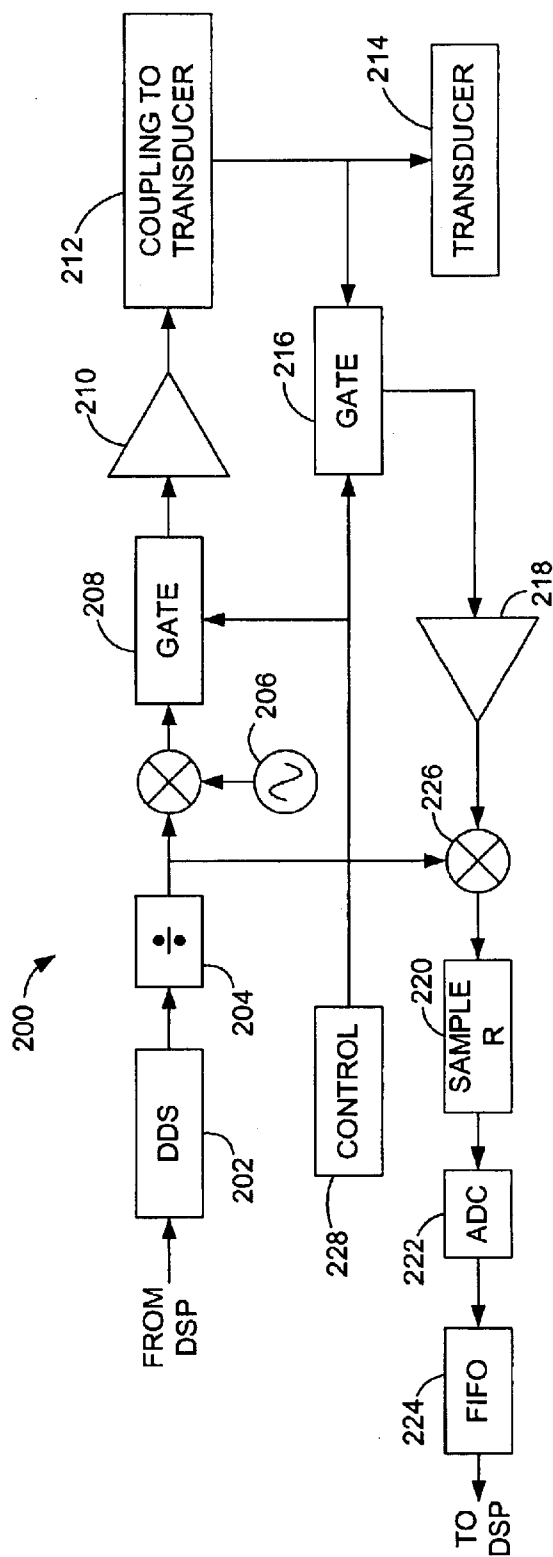 200
FROM
DSP
DDS
202
÷
204
206
GATE
208
210
COUPLING TO
TRANSDUCER
212
TRANSDUCER
214
GATE
216
CONTROL
228
218
226
SAMPLE
R
220
ADC
222
FIFO
224
TO
DSP